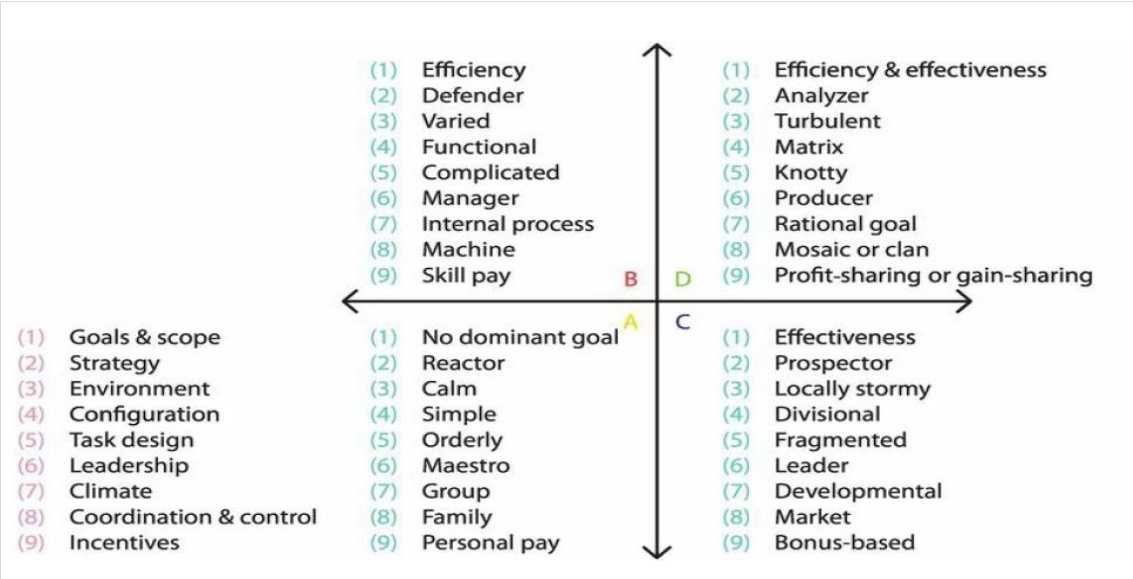 (1) Efficiency
(2) Defender
(3) Varied
(4) Functional
(5) Complicated
(6) Manager
(7) Internal process
(8) Machine
(9) Skill pay
B
(1) Efficiency & effectiveness
(2) Analyzer
(3) Turbulent
(4) Matrix
(5) Knotty
(6) Producer
(7) Rational goal
(8) Mosaic or clan
(9) Profit-sharing or gain-sharing
D
(1) Goals & scope
(2) Strategy
(3) Environment
(4) Configuration
(5) Task design
(6) Leadership
(7) Climate
(8) Coordination & control
(9) Incentives
A
(1) No dominant goal
(2) Reactor
(3) Calm
(4) Simple
(5) Orderly
(6) Maestro
(7) Group
(8) Family
(9) Personal pay
C
(1) Effectiveness
(2) Prospector
(3) Locally stormy
(4) Divisional
(5) Fragmented
(6) Leader
(7) Developmental
(8) Market
(9) Bonus-based